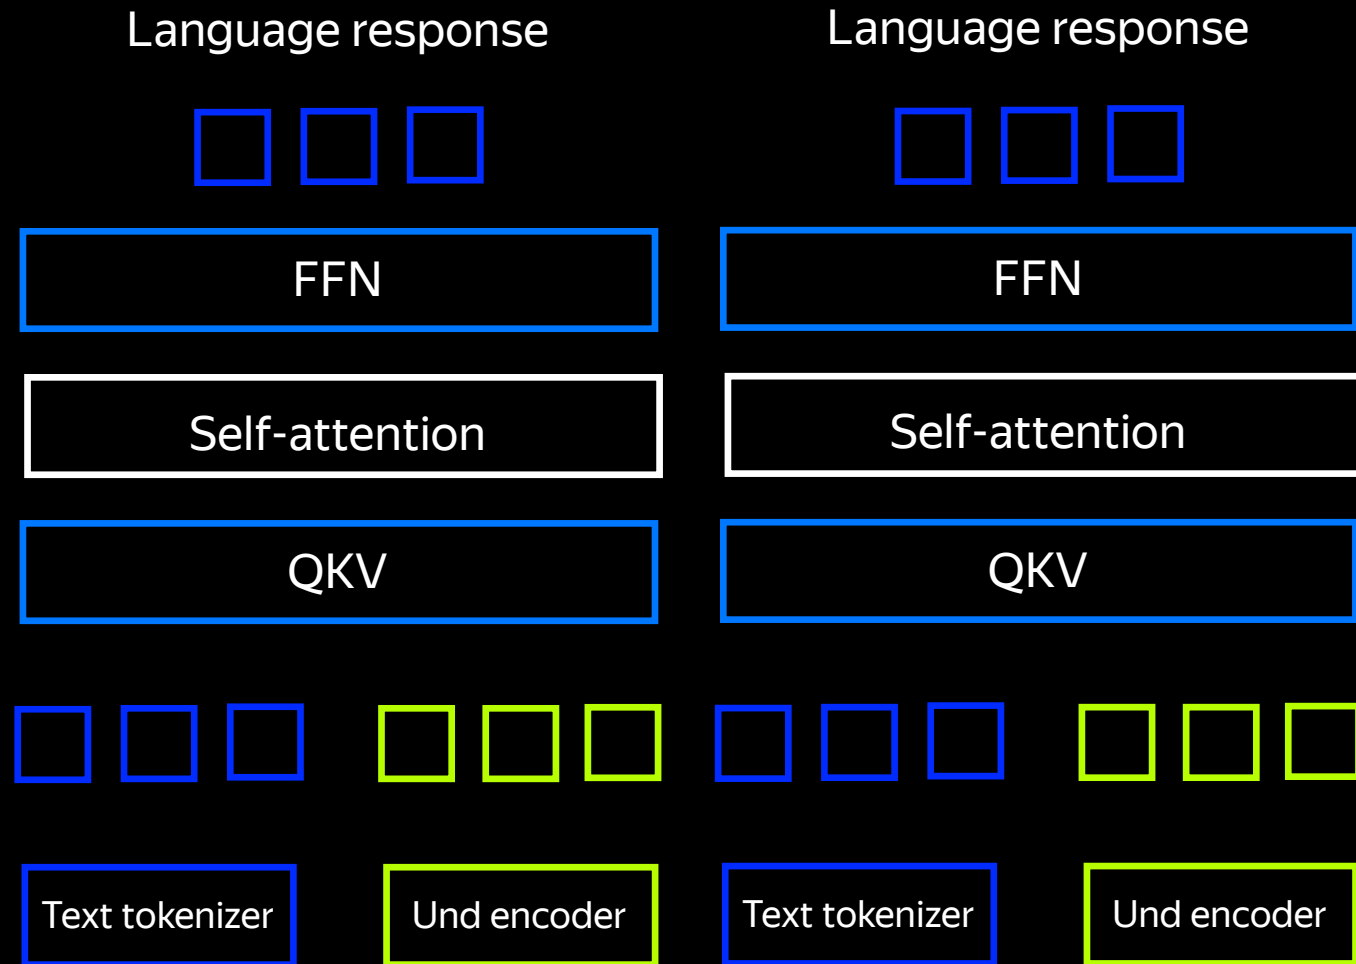 Language response
Language response
FFN
FFN
Self-attention
Self-attention
QKV
QKV
Text tokenizer
Und encoder
Text tokenizer
Und encoder